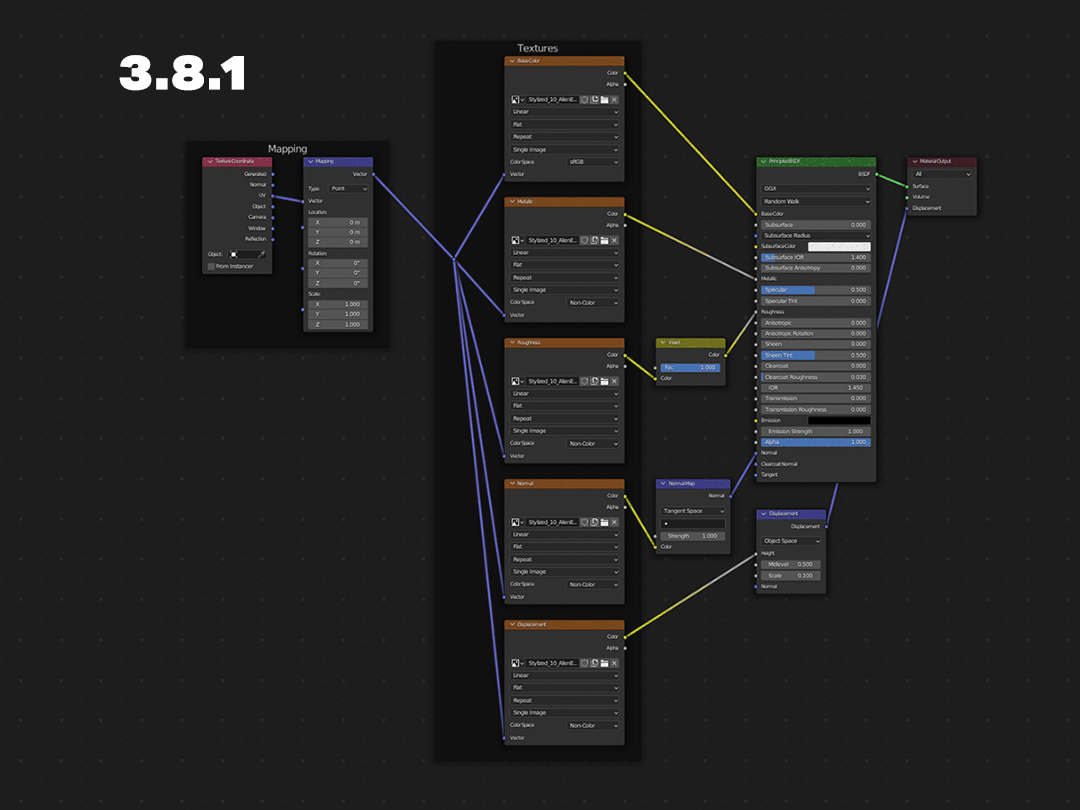 3.8.1
Mapping
Texture Coordinate
Generated
Normal
UV
Object
Camera
Window
Reflection
Object:
From Instancer
Mapping
Vector
Type: Point
Vector
Location:
X 0 m
Y 0 m
Z 0 m
Rotation:
X 0°
Y 0°
Z 0°
Scale:
X 1.000
Y 1.000
Z 1.000
Textures
Base Color
Color
Alpha
Stylized_10_AlienE...
Linear
Flat
Repeat
Single Image
Color Space sRGB
Vector
Metallic
Color
Alpha
Stylized_10_AlienE...
Linear
Flat
Repeat
Single Image
Color Space Non-Color
Vector
Roughness
Color
Alpha
Stylized_10_AlienE...
Linear
Flat
Repeat
Single Image
Color Space Non-Color
Vector
Normal
Color
Alpha
Stylized_10_AlienE...
Linear
Flat
Repeat
Single Image
Color Space Non-Color
Vector
Displacement
Color
Alpha
Stylized_10_AlienE...
Linear
Flat
Repeat
Single Image
Color Space Non-Color
Vector
Invert
Color
Fac 1.000
Color
Normal Map
Normal
Tangent Space
Strength 1.000
Color
Principled BSDF
BSDF
GGX
Random Walk
Base Color
Subsurface 0.000
Subsurface Radius
Subsurface Color
Subsurface IOR 1.400
Subsurface Anisotropy 0.000
Metallic
Specular 0.500
Specular Tint 0.000
Roughness
Anisotropic 0.000
Anisotropic Rotation 0.000
Sheen 0.000
Sheen Tint 0.500
Clearcoat 0.000
Clearcoat Roughness 0.030
IOR 1.450
Transmission 0.000
Transmission Roughness 0.000
Emission
Emission Strength 1.000
Alpha 1.000
Normal
Clearcoat Normal
Tangent
Displacement
Displacement
Object Space
Height
Midlevel 0.500
Scale 0.100
Normal
Material Output
All
Surface
Volume
Displacement